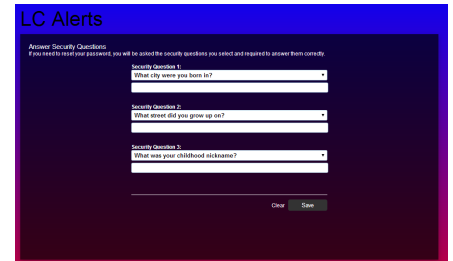 LC Alerts
Answer Security Questions
If you need to reset your password, you will be asked the security questions you select and required to answer them correctly.
Security Question 1:
What city were you born in?
Security Question 2:
What street did you grow up on?
Security Question 3:
What was your childhood nickname?
Clear Save